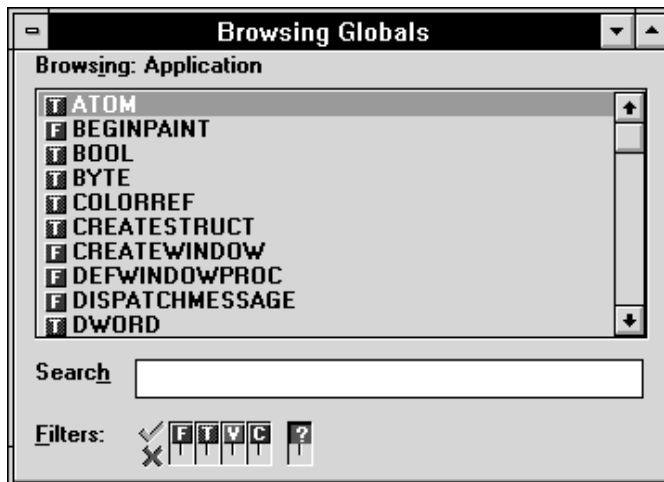 Browsing Globals
Browsing: Application
T ATOM
F BEGINPAINT
T BOOL
T BYTE
T COLORREF
T CREATESTRUCT
F CREATEWINDOW
F DEFWINDOWPROC
F DISPATCHMESSAGE
T DWORD
Search
Filters: F T V C ?